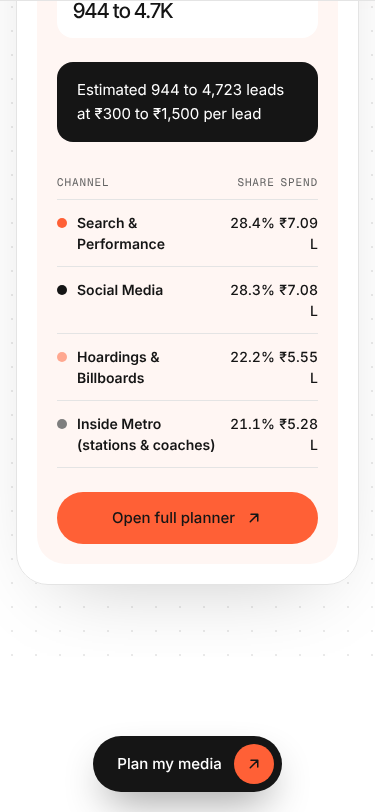 944 to 4.7K
Estimated 944 to 4,723 leads
at ₹300 to ₹1,500 per lead
CHANNEL SHARE SPEND
Search & 28.4% ₹7.09
Performance L
Social Media 28.3% ₹7.08
L
Hoardings & 22.2% ₹5.55
Billboards L
Inside Metro 21.1% ₹5.28
(stations & coaches) L
Open full planner
Plan my media